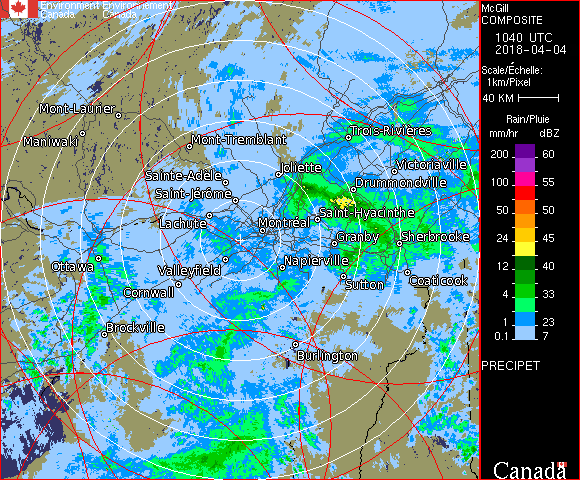 Environment Environnement
Canada Canada
McGill
COMPOSITE
1040 UTC
2018-04-04
Scale/Échelle:
1km/Pixel
40 KM
Rain/Pluie
mm/hr dBZ
200 60
100 55
50 50
24 45
12 40
8 35
4 30
1 23
0.1 7
PRECIPET
Canada
Mont-Laurier
Maniwaki
Mont-Tremblant
Trois-Rivières
Joliette
Victoriaville
Sainte-Adèle
Drummondville
Saint-Jérôme
Saint-Hyacinthe
Lachute
Montréal
Granby
Sherbrooke
Ottawa
Valleyfield
Napierville
Cornwall
Sutton
Coaticook
Brockville
Burlington